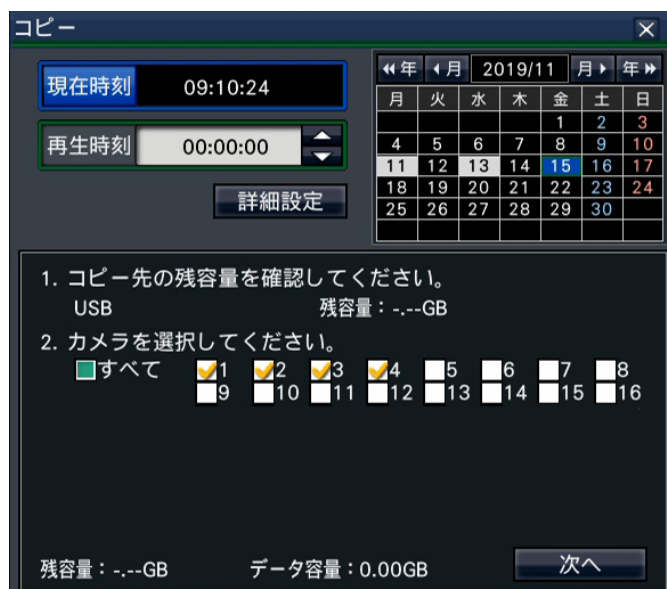 コピー
現在時刻 09:10:24
再生時刻 00:00:00
詳細設定
年 月 2019/11 月 年
月 火 水 木 金 土 日
1 2 3
4 5 6 7 8 9 10
11 12 13 14 15 16 17
18 19 20 21 22 23 24
25 26 27 28 29 30
1. コピー先の残容量を確認してください。
USB 残容量：-.--GB
2. カメラを選択してください。
すべて 1 2 3 4 5 6 7 8
9 10 11 12 13 14 15 16
残容量：-.--GB データ容量：0.00GB 次へ